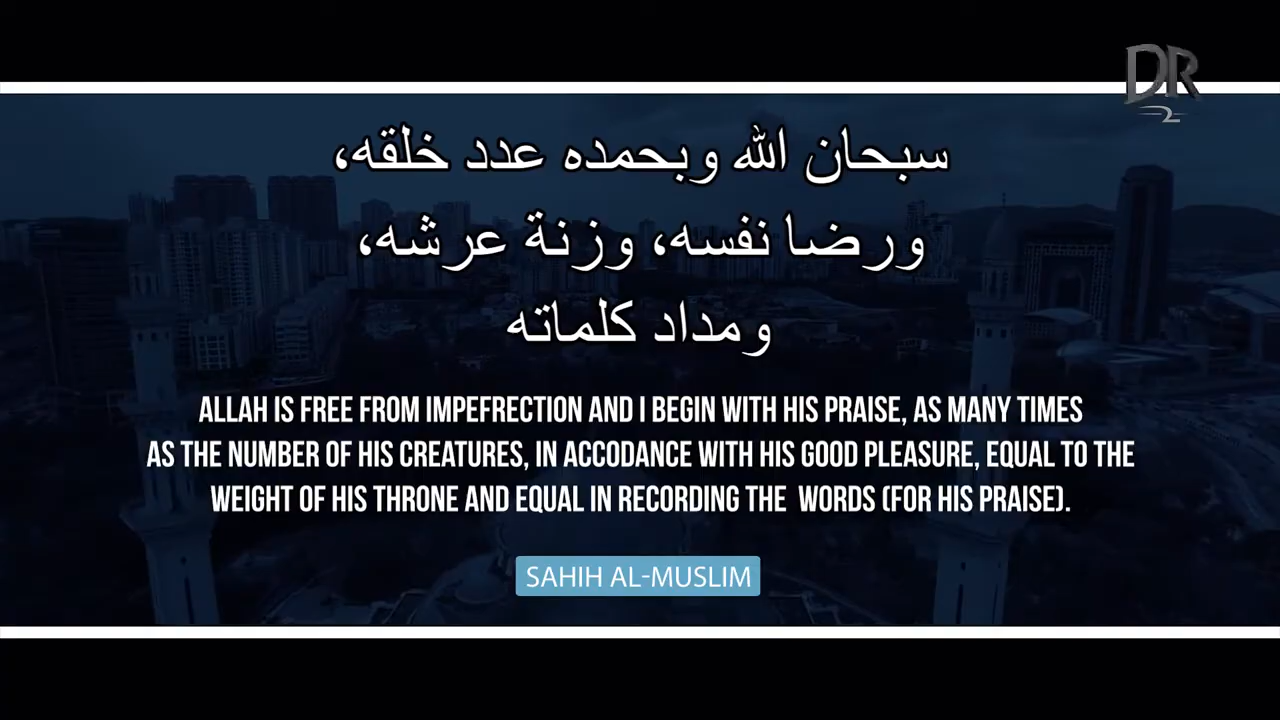 DR
2
سبحان الله وبحمده عدد خلقه،
ورضا نفسه، وزنة عرشه،
ومداد كلماته
ALLAH IS FREE FROM IMPEFRECTION AND I BEGIN WITH HIS PRAISE, AS MANY TIMES
AS THE NUMBER OF HIS CREATURES, IN ACCODANCE WITH HIS GOOD PLEASURE, EQUAL TO THE
WEIGHT OF HIS THRONE AND EQUAL IN RECORDING THE  WORDS (FOR HIS PRAISE).
SAHIH AL-MUSLIM